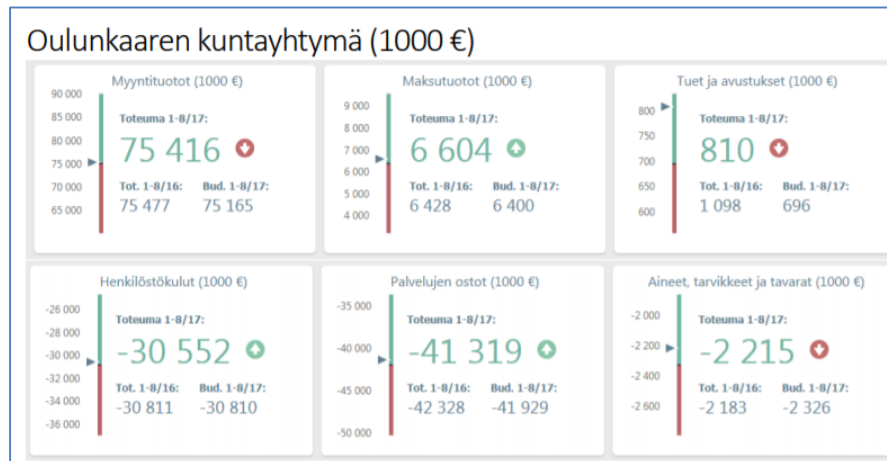 Oulunkaaren kuntayhtymä (1000 €)
Myyntituotot (1000 €)
90 000
85 000
80 000
75 000
70 000
65 000
Toteuma 1-8/17:
75 416
Tot. 1-8/16: Bud. 1-8/17:
75 477 75 165
Maksutuotot (1000 €)
9 000
8 000
7 000
6 000
5 000
4 000
Toteuma 1-8/17:
6 604
Tot. 1-8/16: Bud. 1-8/17:
6 428 6 400
Tuet ja avustukset (1000 €)
800
750
700
650
600
Toteuma 1-8/17:
810
Tot. 1-8/16: Bud. 1-8/17:
1 098 696
Henkilöstökulut (1000 €)
-26 000
-28 000
-30 000
-32 000
-34 000
-36 000
Toteuma 1-8/17:
-30 552
Tot. 1-8/16: Bud. 1-8/17:
-30 811 -30 810
Palvelujen ostot (1000 €)
-35 000
-40 000
-45 000
-50 000
Toteuma 1-8/17:
-41 319
Tot. 1-8/16: Bud. 1-8/17:
-42 328 -41 929
Aineet, tarvikkeet ja tavarat (1000 €)
-2 000
-2 200
-2 400
-2 600
Toteuma 1-8/17:
-2 215
Tot. 1-8/16: Bud. 1-8/17:
-2 183 -2 326